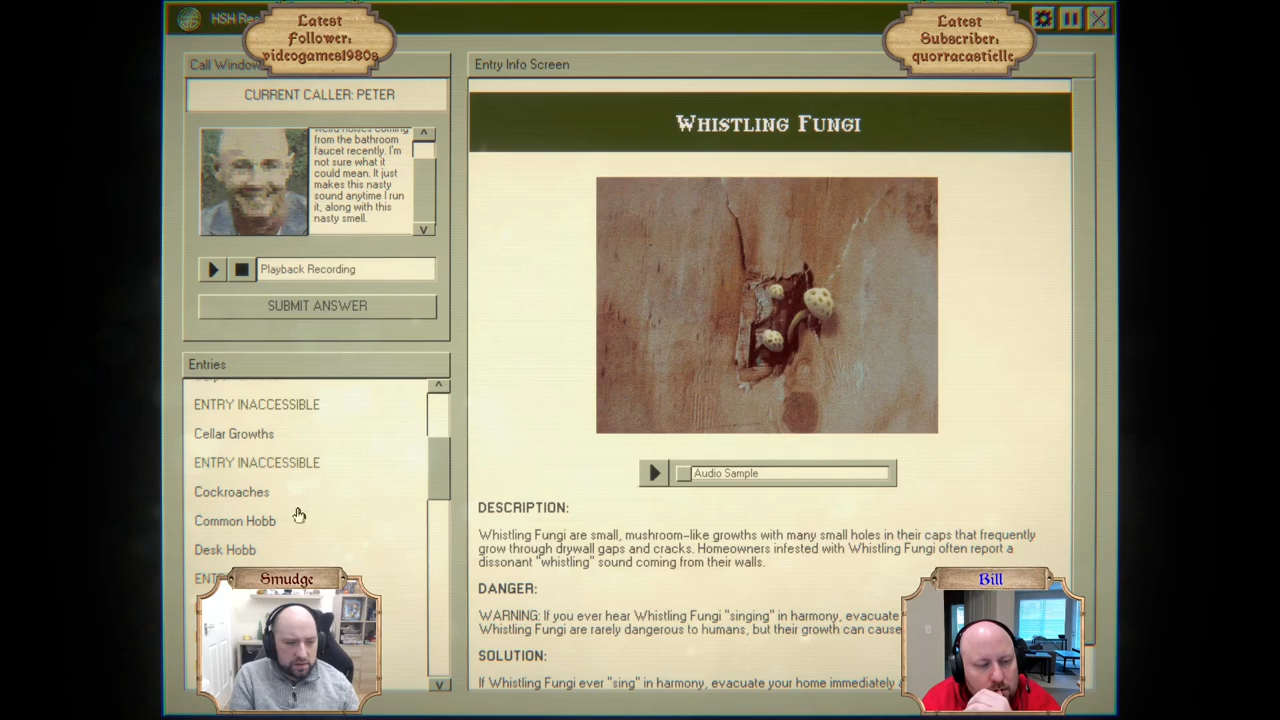 HSH Re
Latest
Follower:
videogames1980s
Latest
Subscriber:
quorracastielle
Call Window
CURRENT CALLER: PETER
weird noises coming
from the bathroom
faucet recently. I'm
not sure what it
could mean. It just
makes this nasty
sound anytime I run
it, along with this
nasty smell.
Playback Recording
SUBMIT ANSWER
Entries
ENTRY INACCESSIBLE
Cellar Growths
ENTRY INACCESSIBLE
Cockroaches
Common Hobb
Desk Hobb
Smudge
Entry Info Screen
Whistling Fungi
Audio Sample
DESCRIPTION:
Whistling Fungi are small, mushroom-like growths with many small holes in their caps that frequently
grow through drywall gaps and cracks. Homeowners infested with Whistling Fungi often report a
dissonant "whistling" sound coming from their walls.
DANGER:
WARNING: If you ever hear Whistling Fungi "singing" in harmony, evacuate
Whistling Fungi are rarely dangerous to humans, but their growth can cause
SOLUTION:
If Whistling Fungi ever "sing" in harmony, evacuate your home immediately
Bill